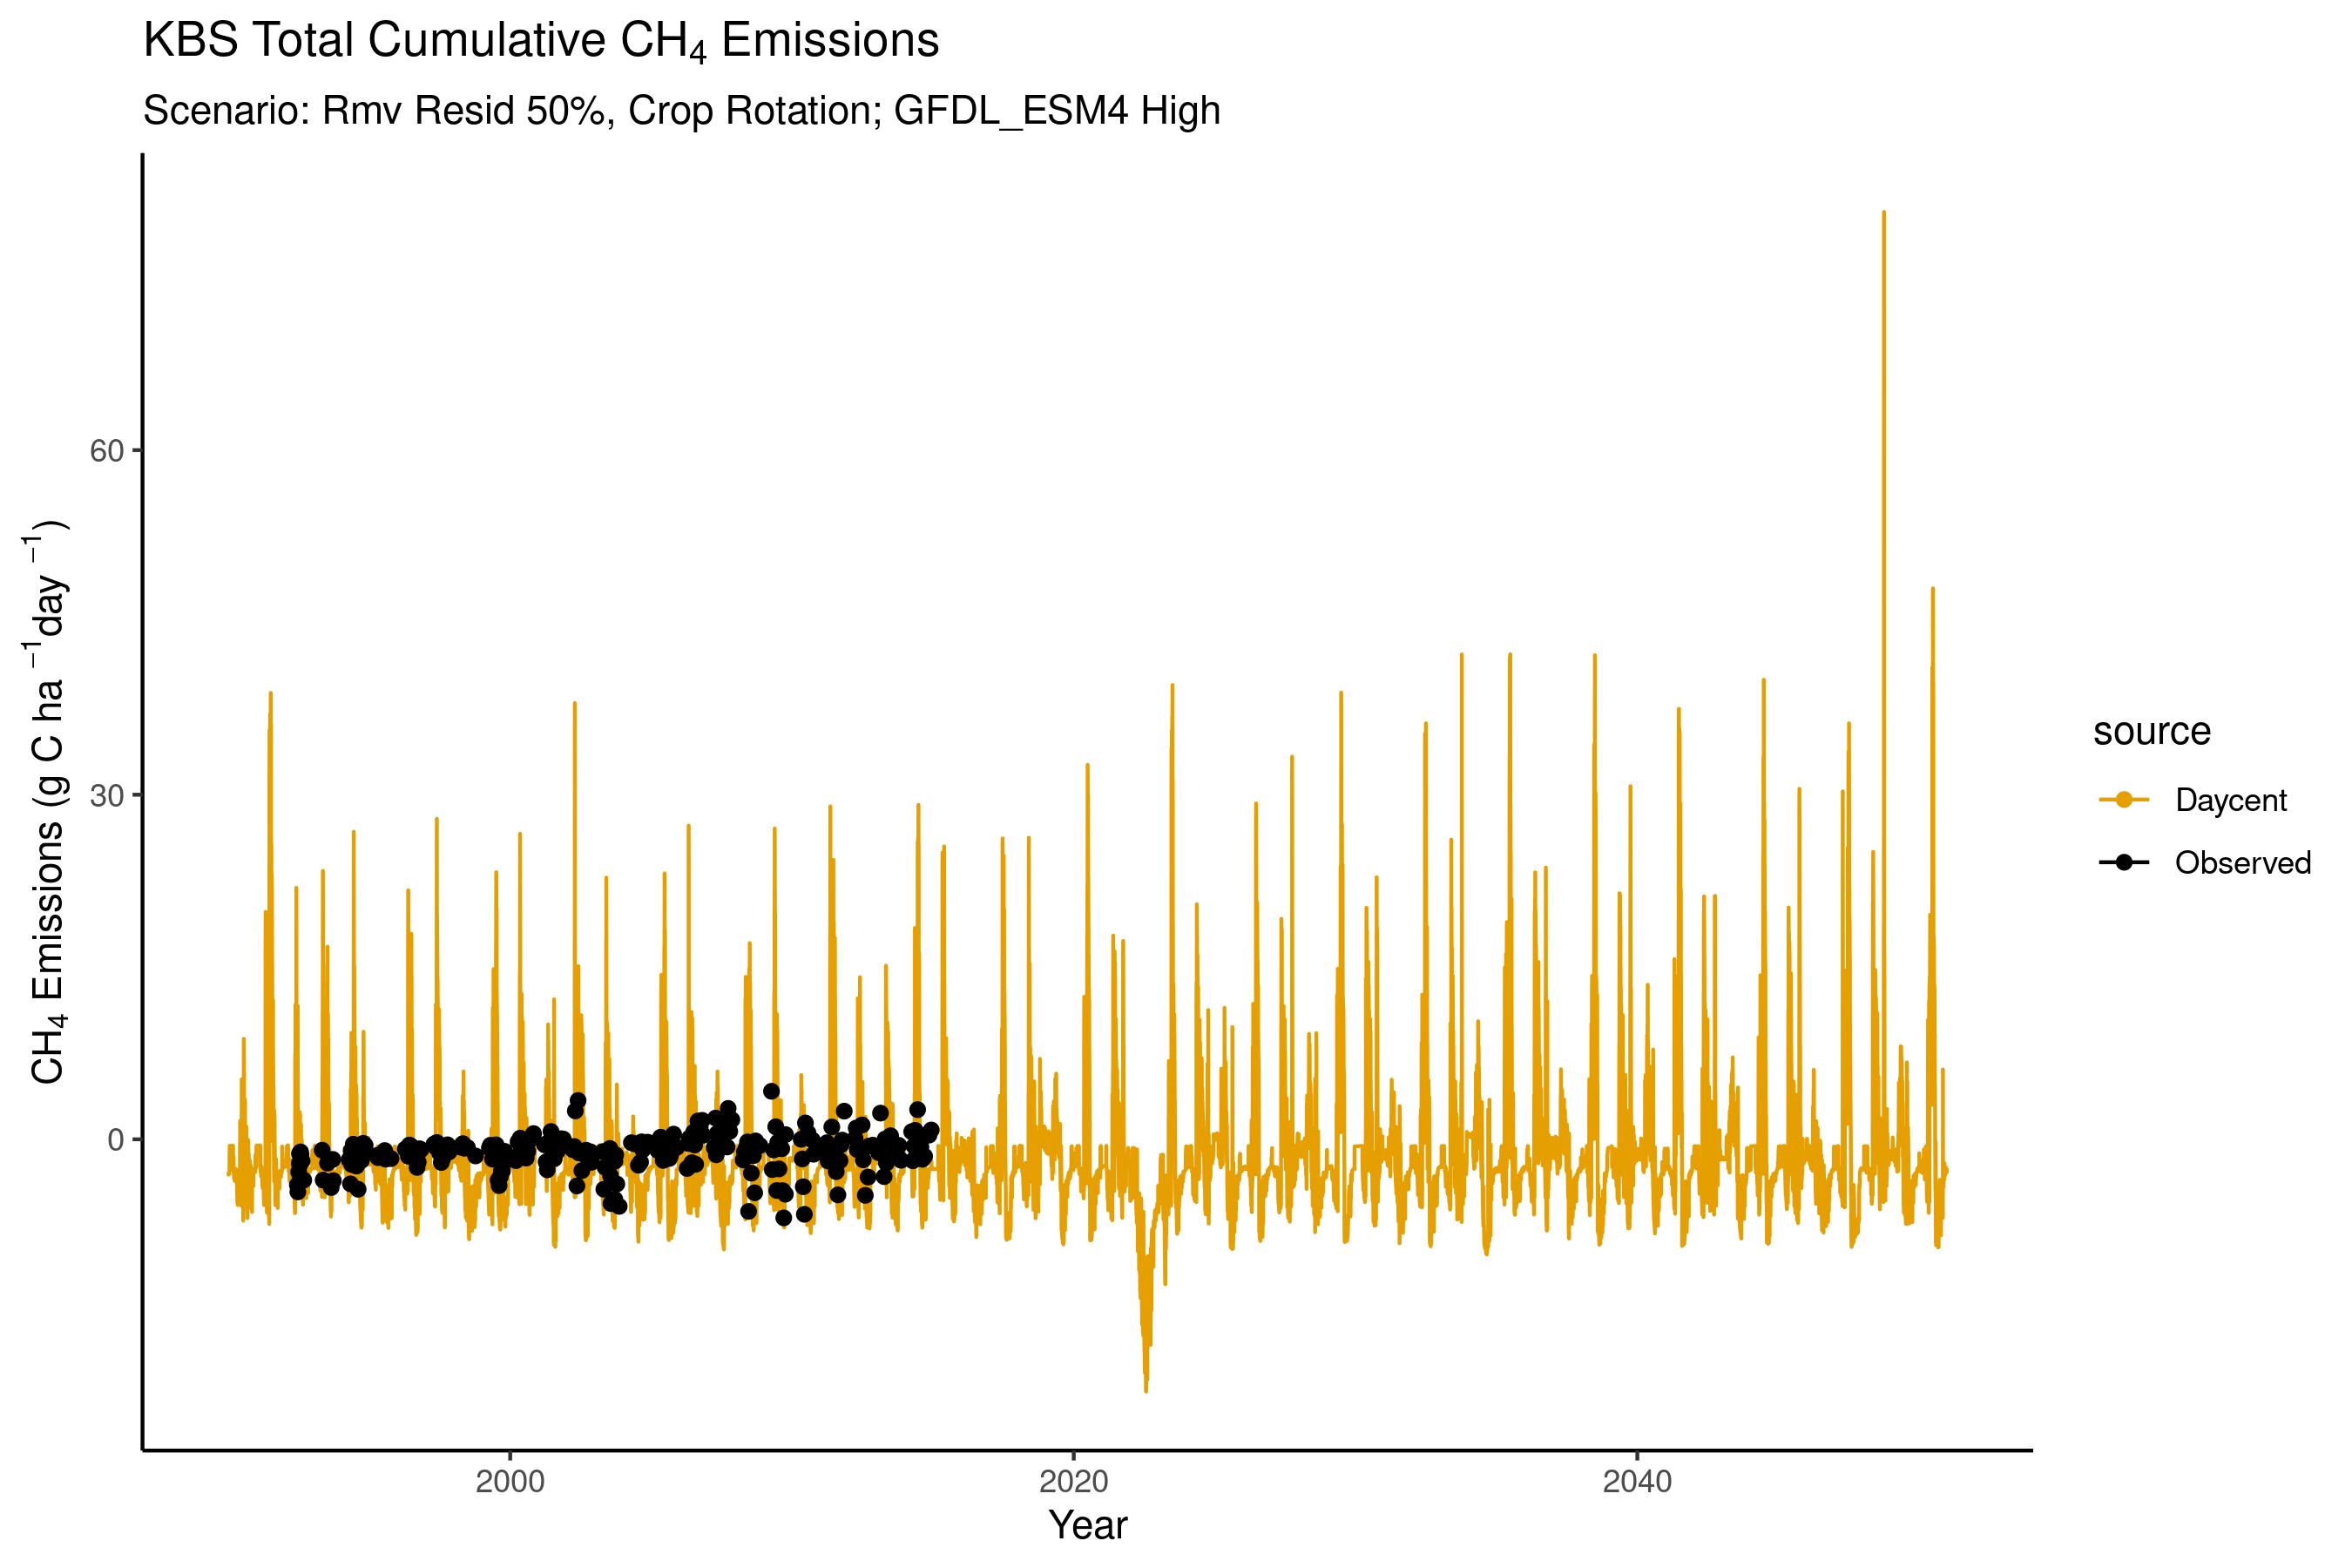 KBS Total Cumulative CH₄ Emissions
Scenario: Rmv Resid 50%, Crop Rotation; GFDL_ESM4 High
CH₄ Emissions (g C ha ⁻¹day ⁻¹)
60
30
0
2000
2020
2040
Year
source
Daycent
Observed